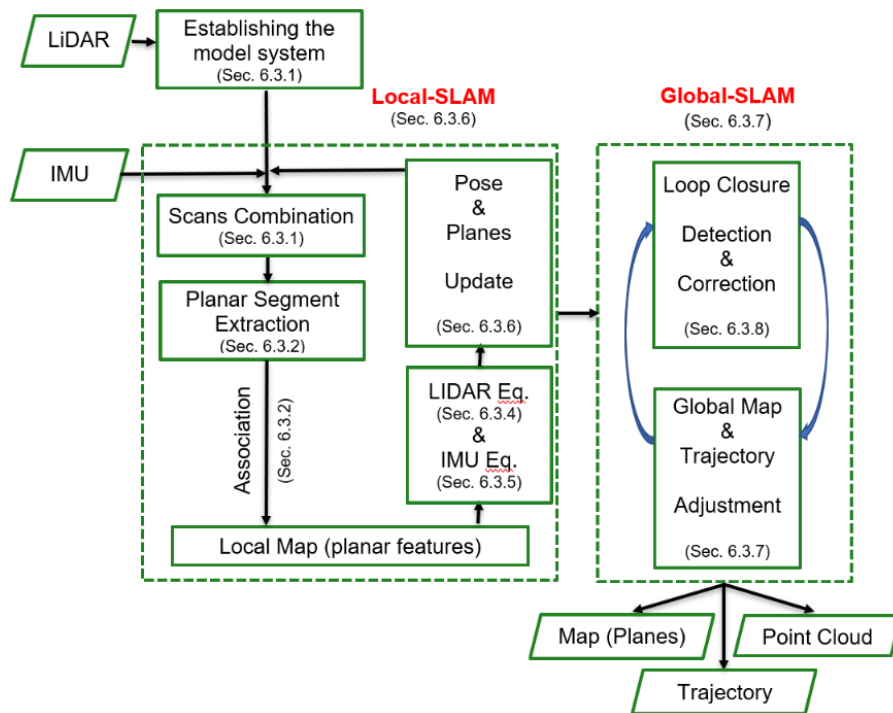 LiDAR
Establishing the
model system
(Sec. 6.3.1)
Local-SLAM
(Sec. 6.3.6)
Global-SLAM
(Sec. 6.3.7)
IMU
Scans Combination
(Sec. 6.3.1)
Planar Segment
Extraction
(Sec. 6.3.2)
Association
(Sec. 6.3.2)
Local Map (planar features)
Pose
&
Planes
Update
(Sec. 6.3.6)
LIDAR Eq.
(Sec. 6.3.4)
&
IMU Eq.
(Sec. 6.3.5)
Loop Closure
Detection
&
Correction
(Sec. 6.3.8)
Global Map
&
Trajectory
Adjustment
(Sec. 6.3.7)
Map (Planes)
Point Cloud
Trajectory